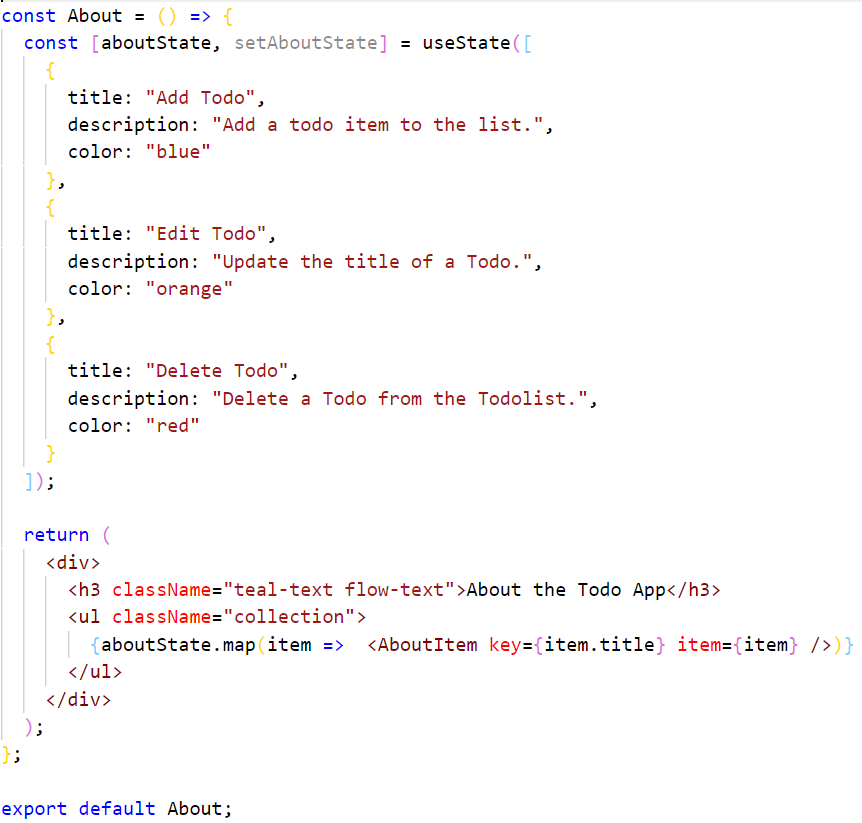 const About = () => {
  const [aboutState, setAboutState] = useState([
    {
      title: "Add Todo",
      description: "Add a todo item to the list.",
      color: "blue"
    },
    {
      title: "Edit Todo",
      description: "Update the title of a Todo.",
      color: "orange"
    },
    {
      title: "Delete Todo",
      description: "Delete a Todo from the Todolist.",
      color: "red"
    }
  ]);

  return (
    <div>
      <h3 className="teal-text flow-text">About the Todo App</h3>
      <ul className="collection">
        {aboutState.map(item =>  <AboutItem key={item.title} item={item} />)}
      </ul>
    </div>
  );
};

export default About;